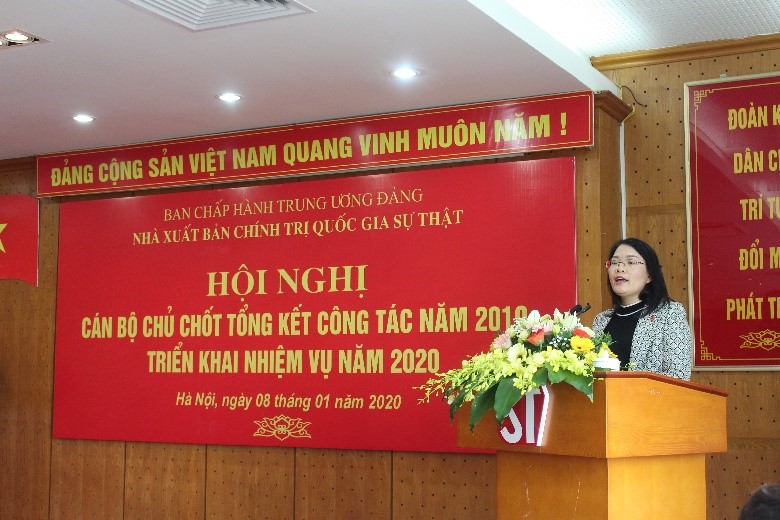 ĐẢNG CỘNG SẢN VIỆT NAM QUANG VINH MUÔN NĂM !
BAN CHẤP HÀNH TRUNG ƯƠNG ĐẢNG
NHÀ XUẤT BẢN CHÍNH TRỊ QUỐC GIA SỰ THẬT
HỘI NGHỊ
CÁN BỘ CHỦ CHỐT TỔNG KẾT CÔNG TÁC NĂM 2019
TRIỂN KHAI NHIỆM VỤ NĂM 2020
Hà Nội, ngày 08 tháng 01 năm 2020
ĐOÀN K
DÂN C
TRÍ TU
ĐỔI M
PHÁT T
ST